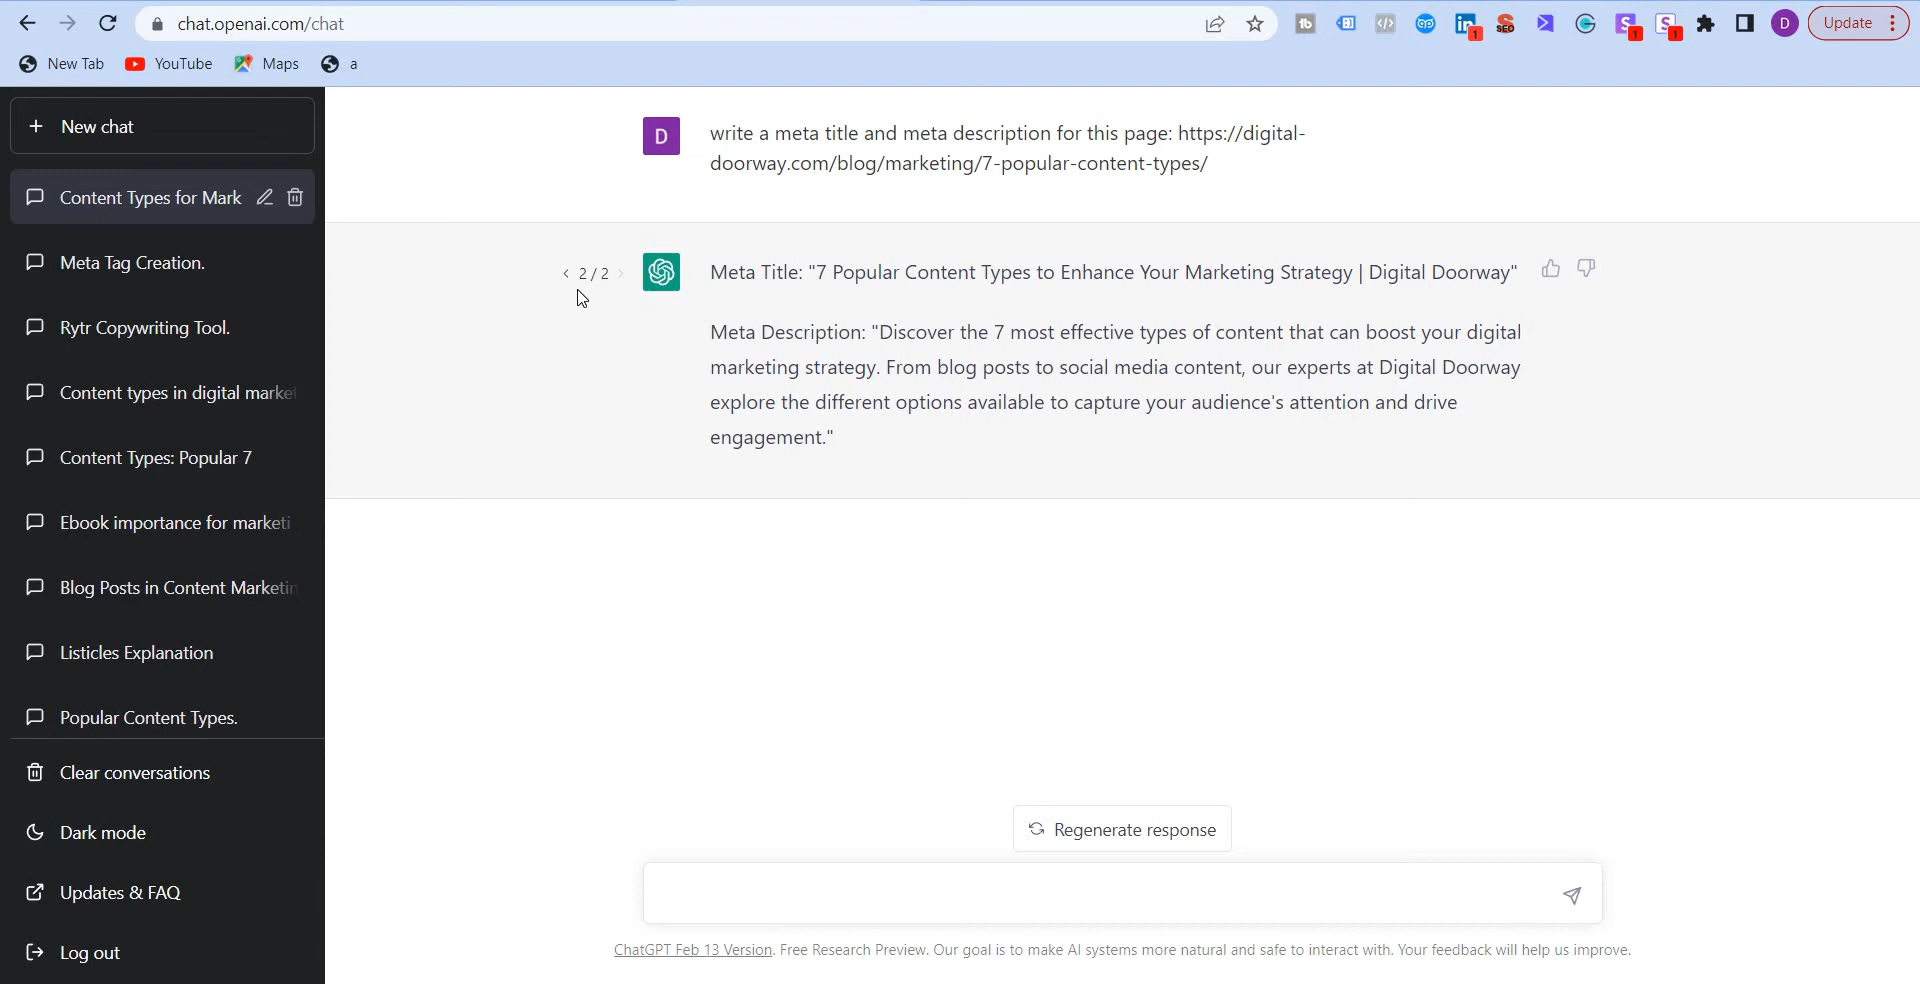 chat.openai.com/chat
1
SEO
1
1
D
Update
New Tab
YouTube
Maps
a
New chat
Content Types for Mark
Meta Tag Creation.
Rytr Copywriting Tool.
Content types in digital market
Content Types: Popular 7
Ebook importance for marketi
Blog Posts in Content Marketin
Listicles Explanation
Popular Content Types.
Clear conversations
Dark mode
Updates & FAQ
Log out
D
write a meta title and meta description for this page: https://digital-
doorway.com/blog/marketing/7-popular-content-types/
< 2 / 2 >
Meta Title: "7 Popular Content Types to Enhance Your Marketing Strategy | Digital Doorway"
Meta Description: "Discover the 7 most effective types of content that can boost your digital
marketing strategy. From blog posts to social media content, our experts at Digital Doorway
explore the different options available to capture your audience's attention and drive
engagement."
Regenerate response
ChatGPT Feb 13 Version. Free Research Preview. Our goal is to make AI systems more natural and safe to interact with. Your feedback will help us improve.